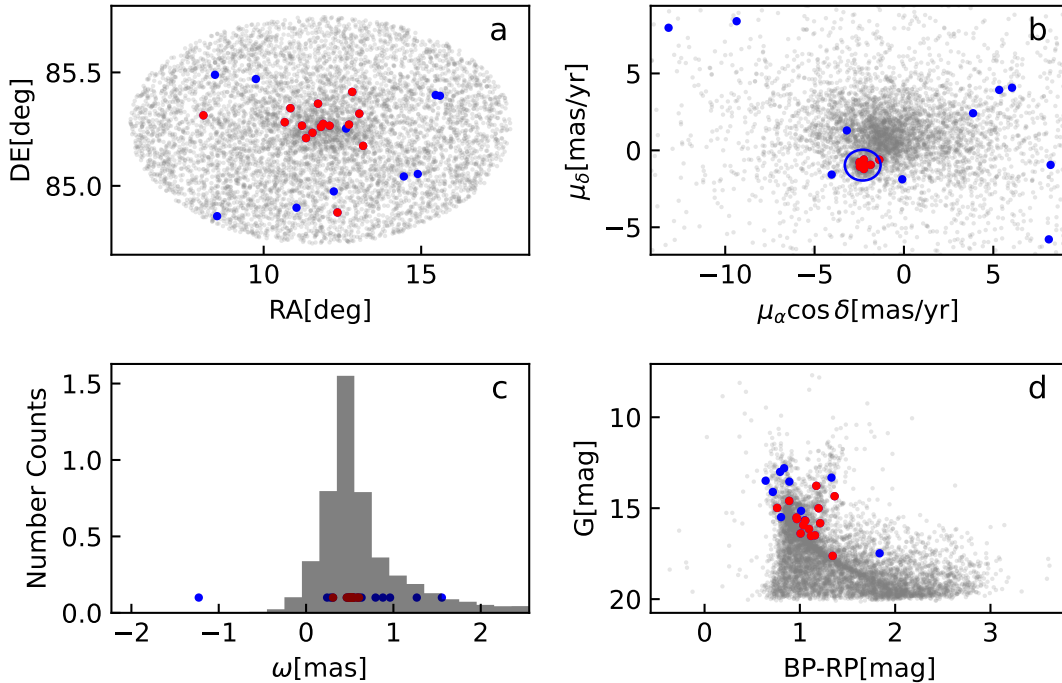 a
85.5
85.0
DE[deg]
10
15
RA[deg]
b
5
0
−5
μδ[mas/yr]
−10
−5
0
5
μα cos δ[mas/yr]
c
1.5
1.0
0.5
0.0
Number Counts
−2
−1
0
1
2
ω[mas]
d
10
15
20
G[mag]
0
1
2
3
BP-RP[mag]